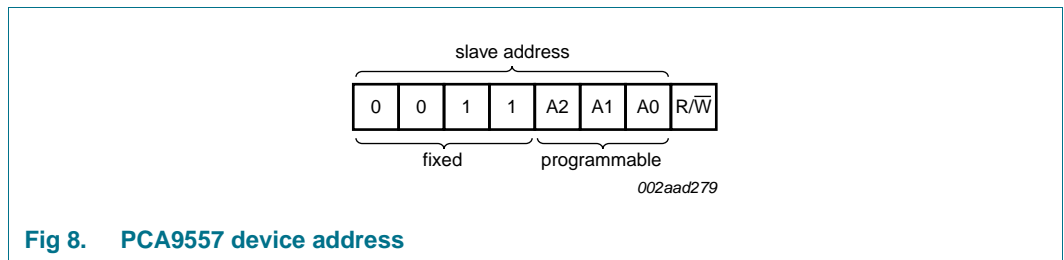 slave address
0 0 1 1 A2 A1 A0 R/W̅
fixed programmable
002aad279
Fig 8. PCA9557 device address